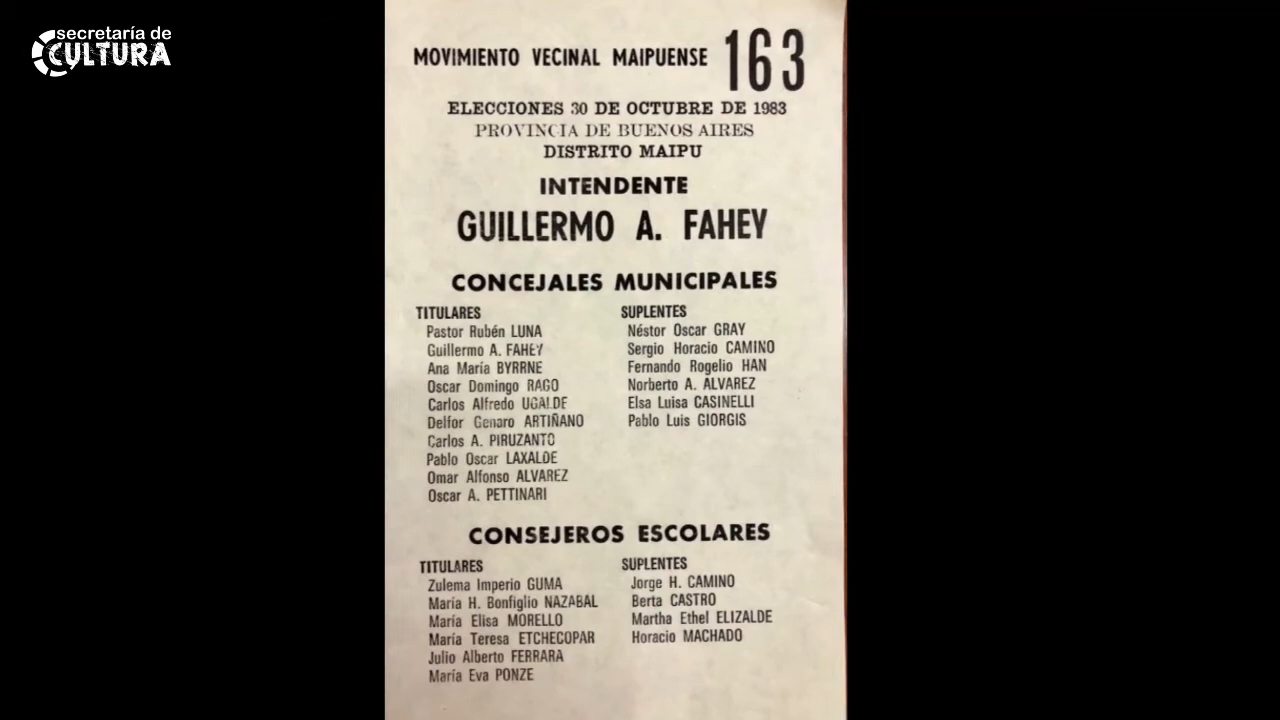 secretaría de
CULTURA
MOVIMIENTO VECINAL MAIPUENSE 163
ELECCIONES 30 DE OCTUBRE DE 1983
PROVINCIA DE BUENOS AIRES
DISTRITO MAIPU
INTENDENTE
GUILLERMO A. FAHEY
CONCEJALES MUNICIPALES
TITULARES
Pastor Rubén LUNA
Guillermo A. FAHEY
Ana María BYRRNE
Oscar Domingo RAGO
Carlos Alfredo UGALDE
Delfor Genaro ARTIÑANO
Carlos A. PIRUZANTO
Pablo Oscar LAXALDE
Omar Alfonso ALVAREZ
Oscar A. PETTINARI
SUPLENTES
Néstor Oscar GRAY
Sergio Horacio CAMINO
Fernando Rogelio HAN
Norberto A. ALVAREZ
Elsa Luisa CASINELLI
Pablo Luis GIORGIS
CONSEJEROS ESCOLARES
TITULARES
Zulema Imperio GUMA
María H. Bonfiglio NAZABAL
María Elisa MORELLO
María Teresa ETCHECOPAR
Julio Alberto FERRARA
María Eva PONZE
SUPLENTES
Jorge H. CAMINO
Berta CASTRO
Martha Ethel ELIZALDE
Horacio MACHADO